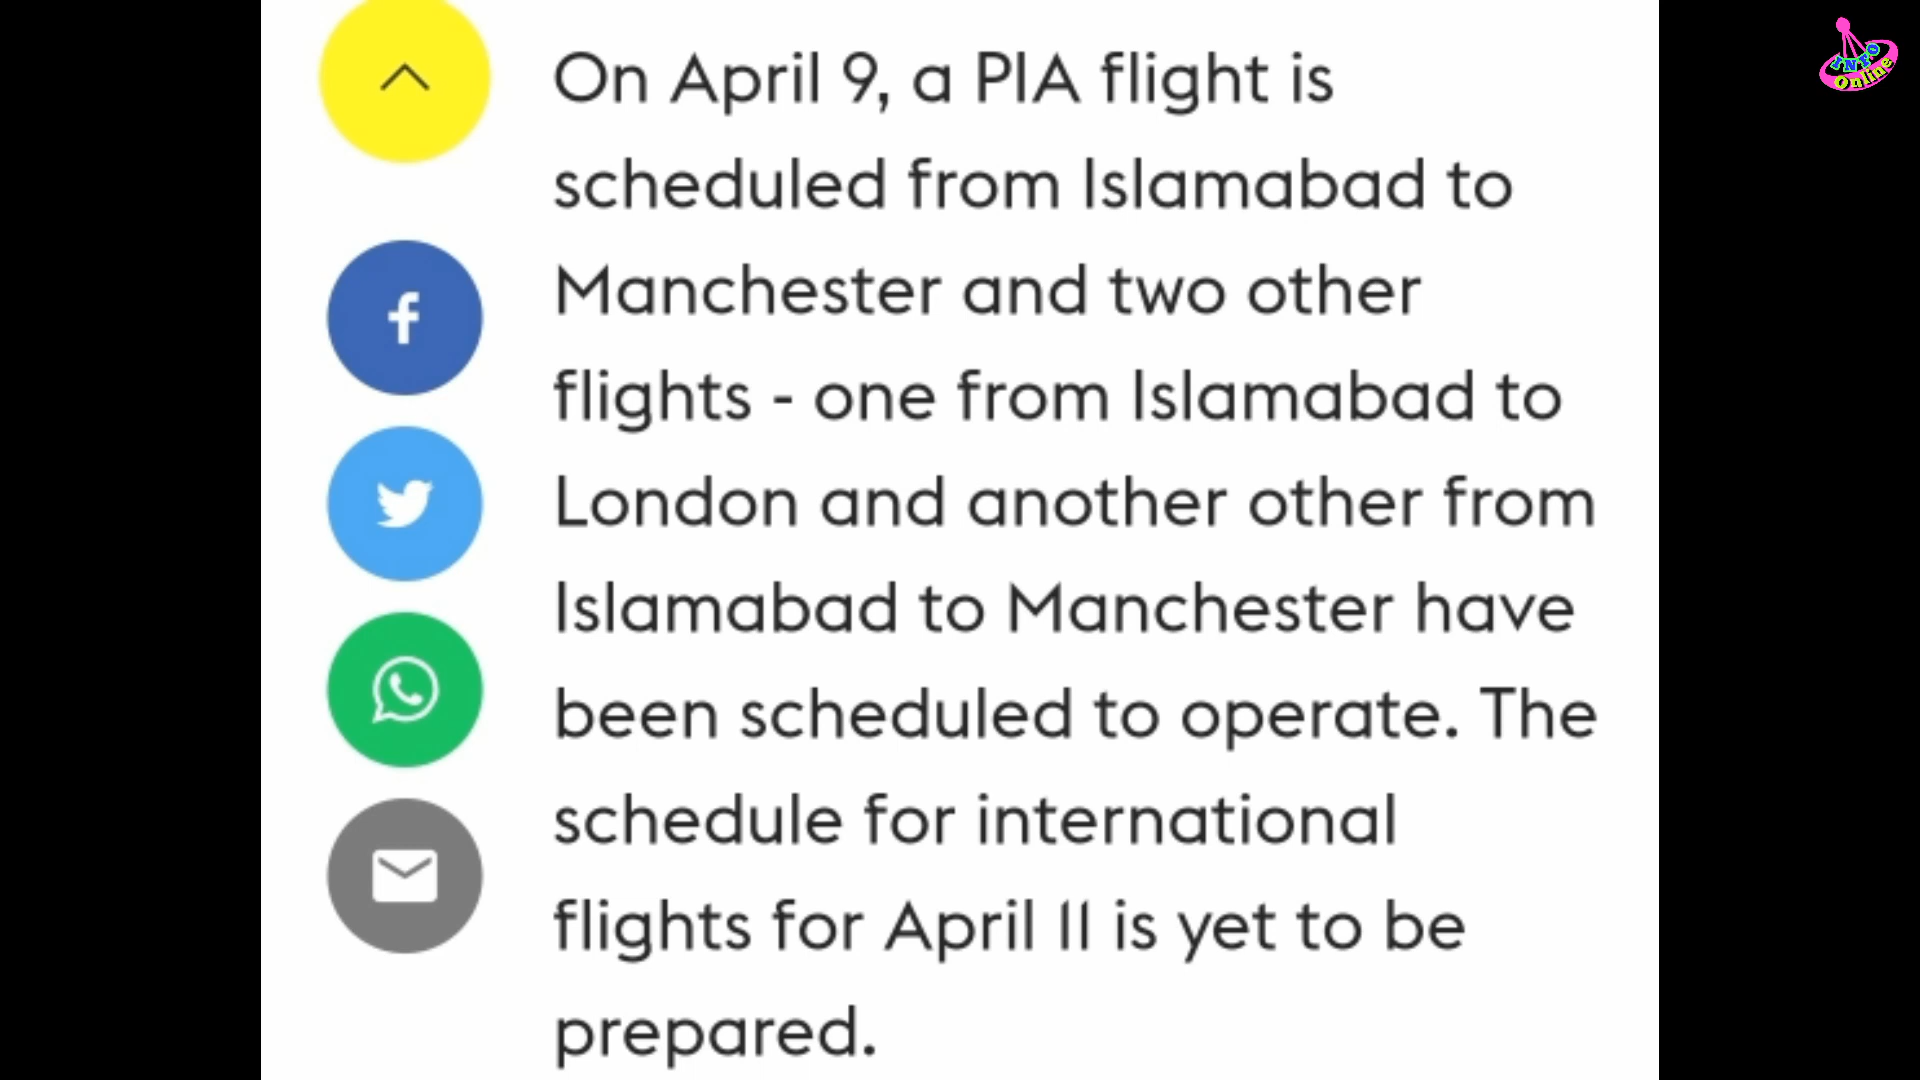 On April 9, a PIA flight is
scheduled from Islamabad to
Manchester and two other
flights - one from Islamabad to
London and another other from
Islamabad to Manchester have
been scheduled to operate. The
schedule for international
flights for April 11 is yet to be
prepared.
INFO
Online